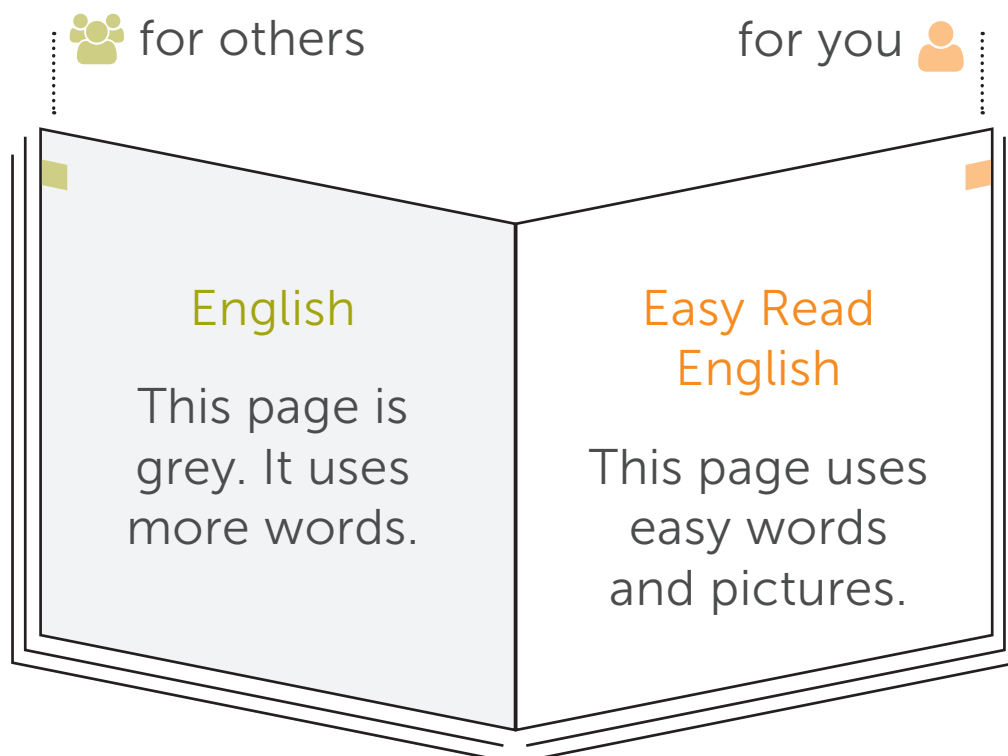 for others
for you
English
This page is
grey. It uses
more words.
Easy Read
English
This page uses
easy words
and pictures.